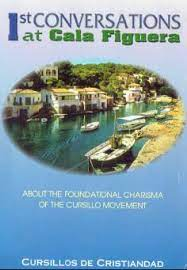 1st CONVERSATIONS
at Cala Figuera
ABOUT THE FOUNDATIONAL CHARISMA
OF THE CURSILLO MOVEMENT
CURSILLOS DE CRISTIANDAD